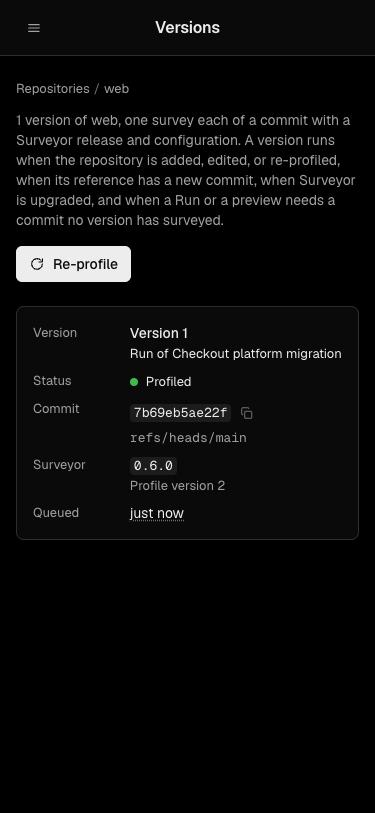 Versions
Repositories / web
1 version of web, one survey each of a commit with a
Surveyor release and configuration. A version runs
when the repository is added, edited, or re-profiled,
when its reference has a new commit, when Surveyor
is upgraded, and when a Run or a preview needs a
commit no version has surveyed.
Re-profile
Version Version 1
Run of Checkout platform migration
Status Profiled
Commit 7b69eb5ae22f
refs/heads/main
Surveyor 0.6.0
Profile version 2
Queued just now